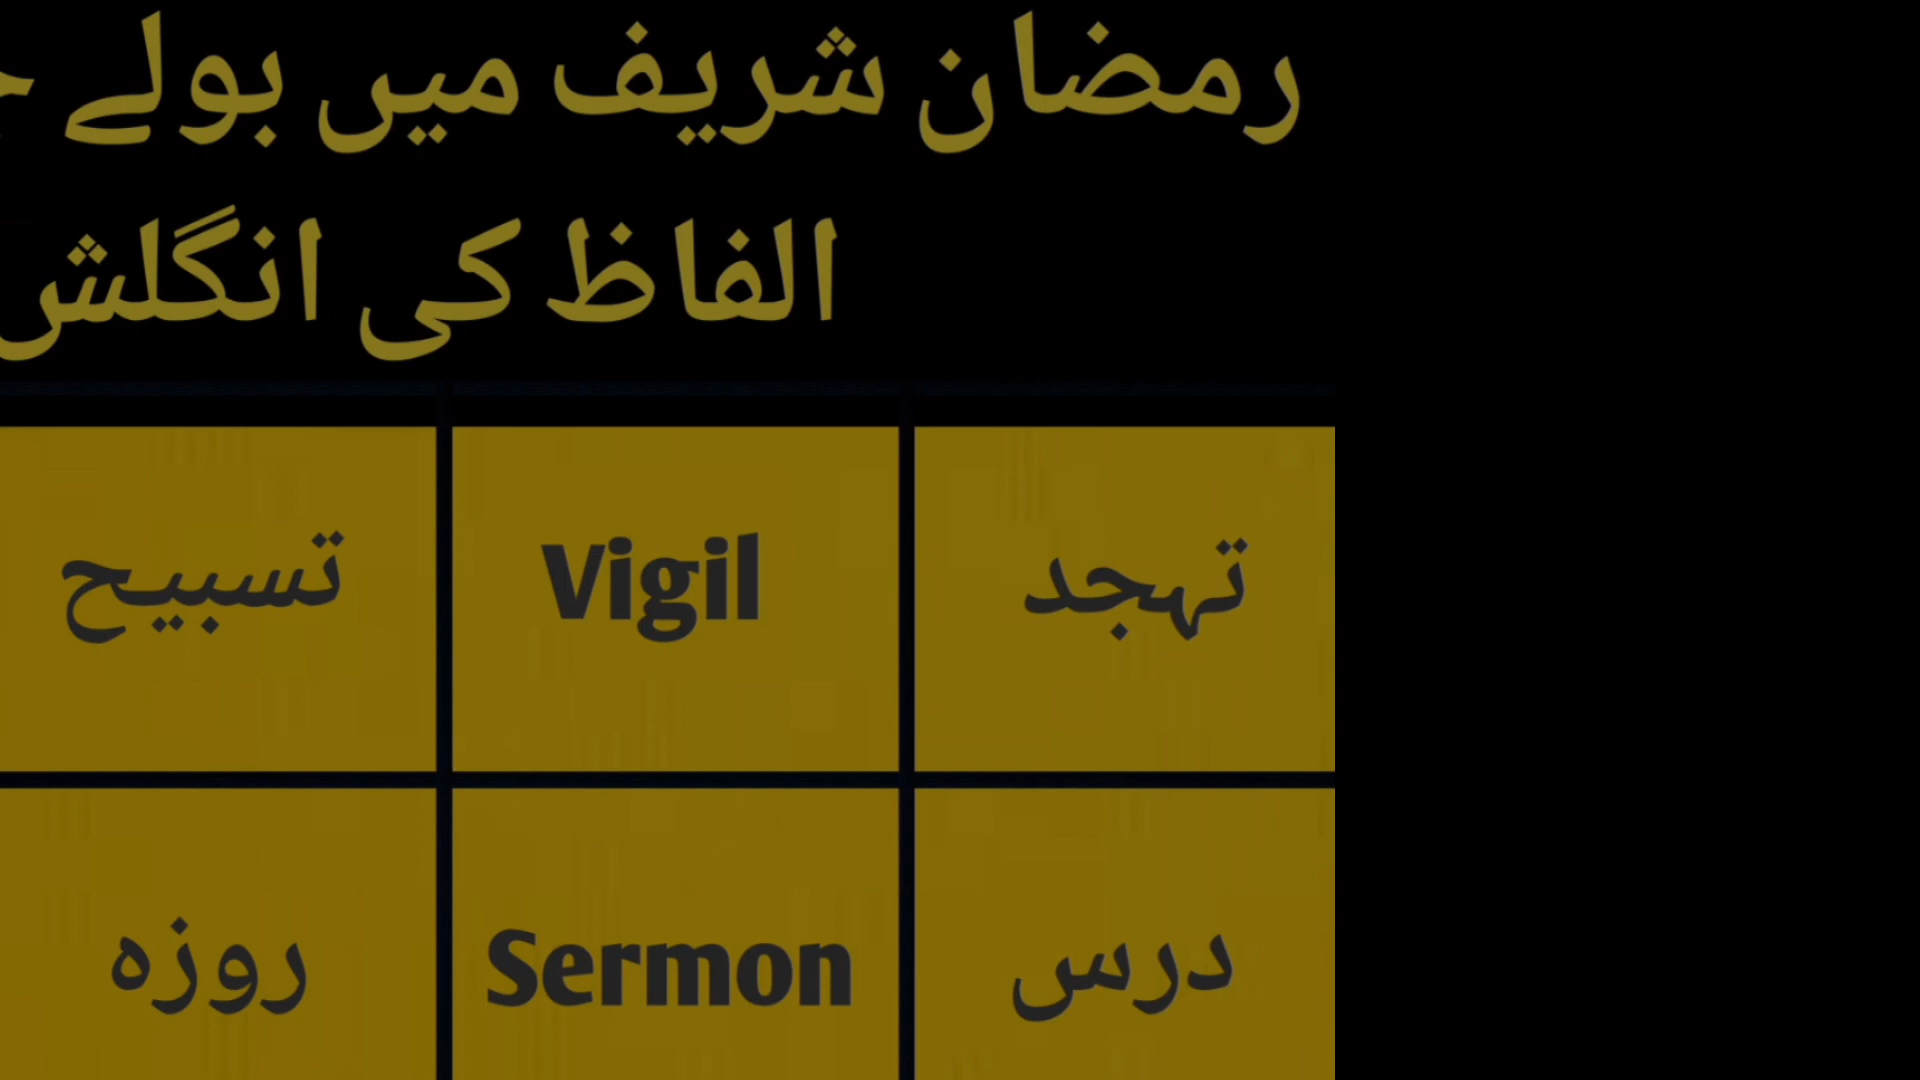 رمضان شریف میں بولے
الفاظ کی انگلش
تہجد Vigil تسبیح
درس Sermon روزہ